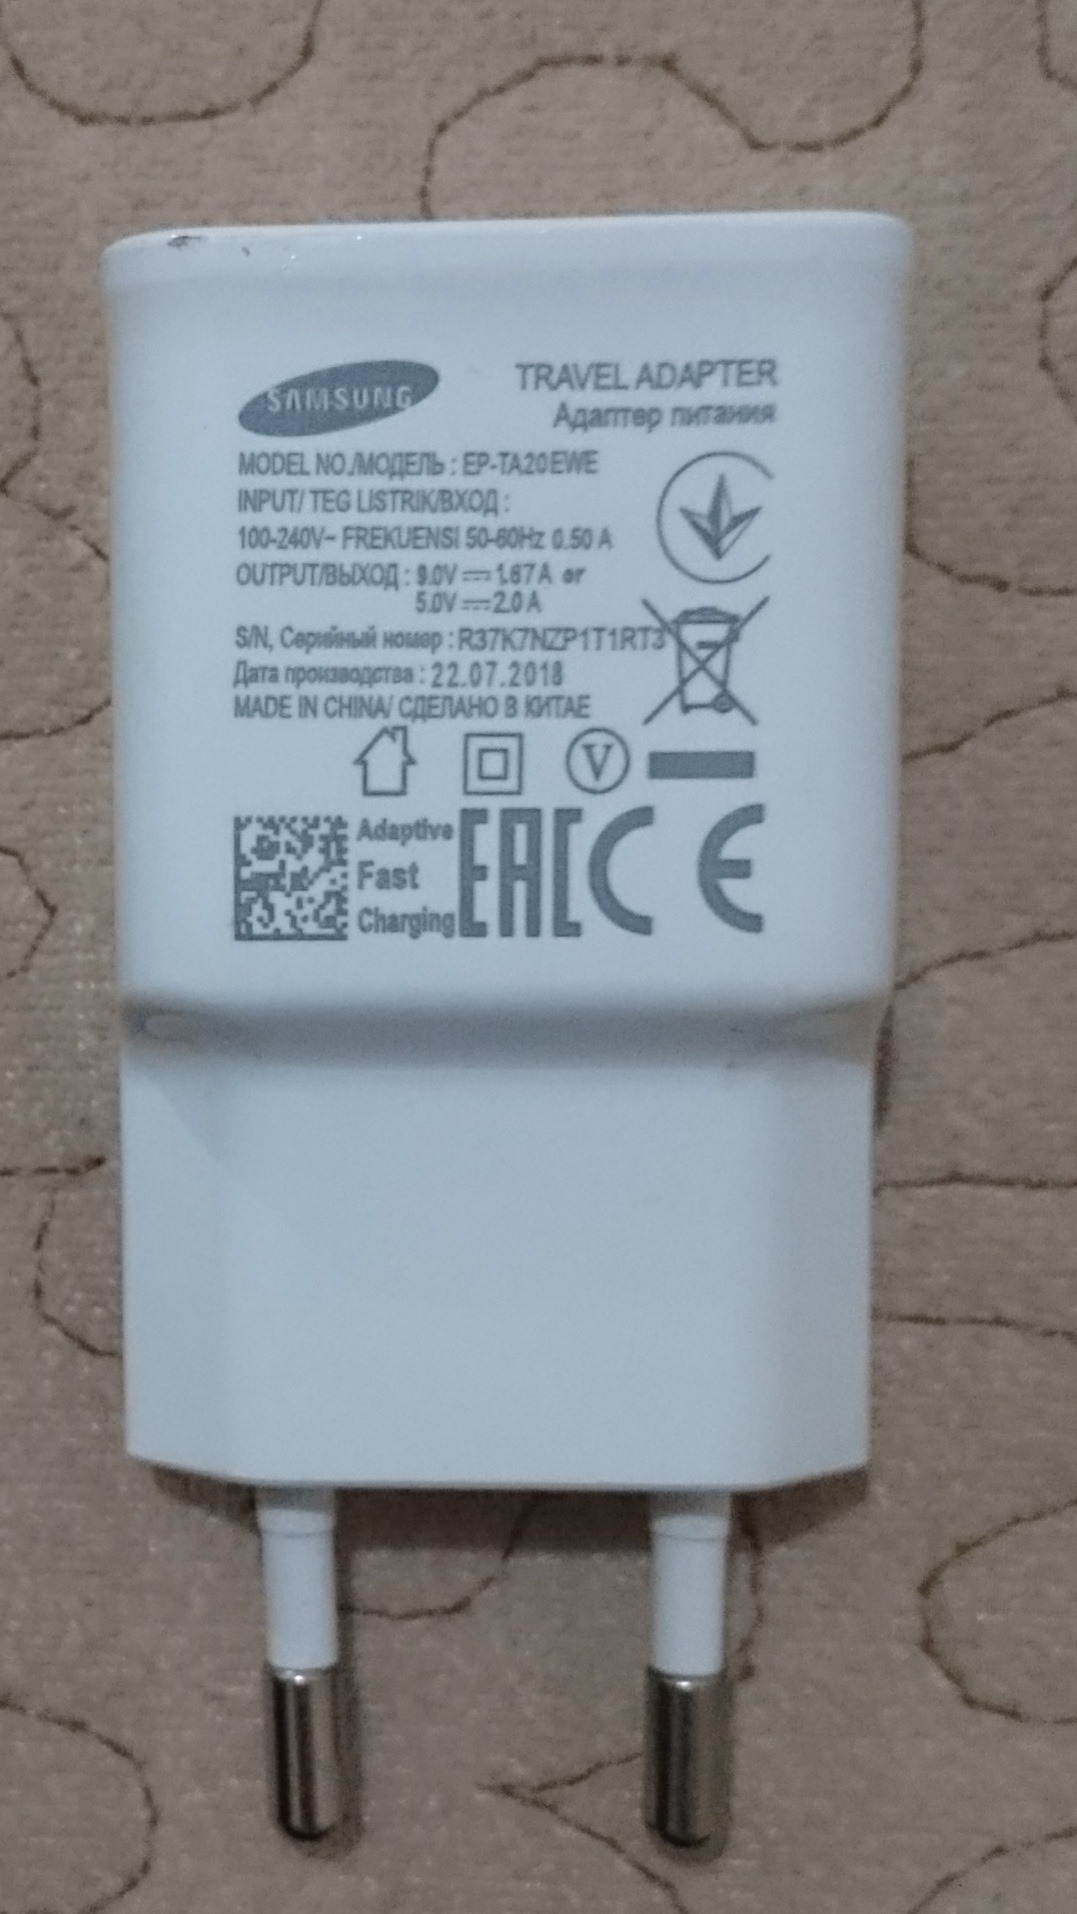 SAMSUNG
TRAVEL ADAPTER
Адаптер питания
MODEL NO./МОДЕЛЬ : EP-TA20EWE
INPUT/ TEG LISTRIK/ВХОД :
100-240V~ FREKUENSI 50-60Hz 0.50 A
OUTPUT/ВЫХОД : 9.0V⎓1.67A or
5.0V⎓2.0A
S/N, Серийный номер : R37K7NZP1T1RT3
Дата производства : 22.07.2018
MADE IN CHINA/ СДЕЛАНО В КИТАЕ
V
Adaptive
Fast
Charging
EAC CE